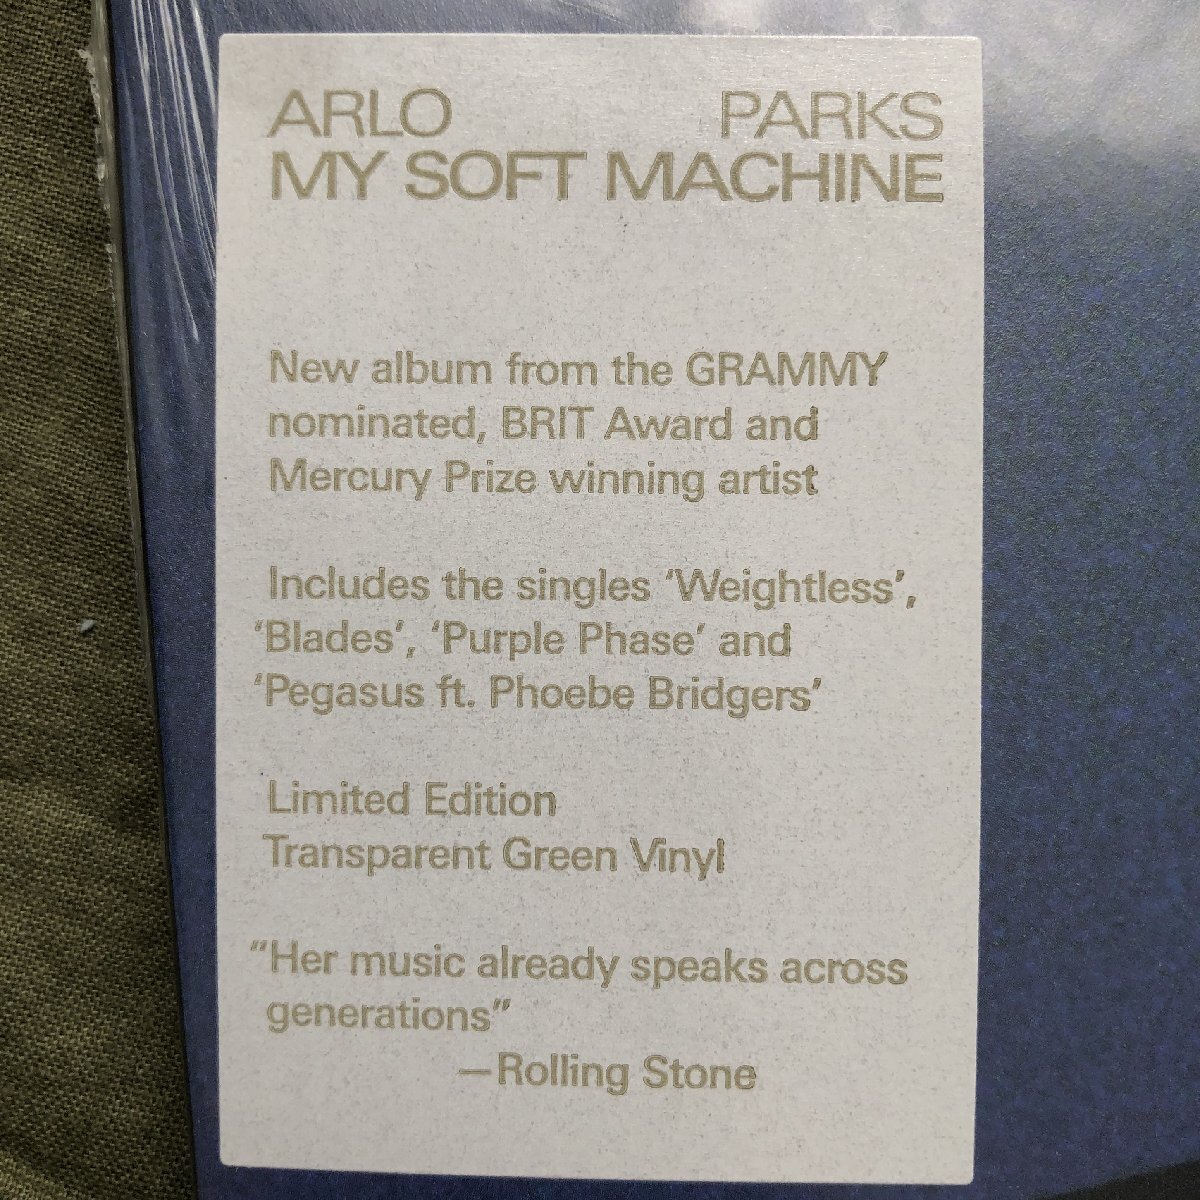 ARLO PARKS
MY SOFT MACHINE
New album from the GRAMMY
nominated, BRIT Award and
Mercury Prize winning artist
Includes the singles ‘Weightless’,
‘Blades’, ‘Purple Phase’ and
‘Pegasus ft. Phoebe Bridgers’
Limited Edition
Transparent Green Vinyl
“Her music already speaks across
generations”
—Rolling Stone